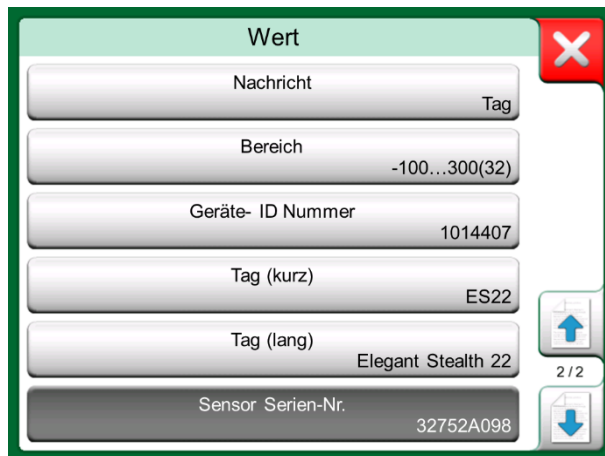 Wert
Nachricht
Tag
Bereich
-100...300(32)
Geräte- ID Nummer
1014407
Tag (kurz)
ES22
Tag (lang)
Elegant Stealth 22
2 / 2
Sensor Serien-Nr.
32752A098